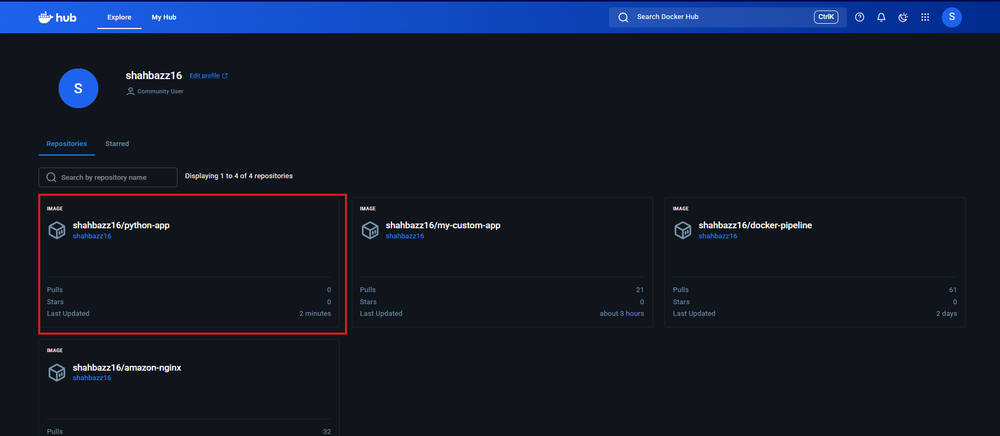 hub
Explore
My Hub
Search Docker Hub
CtrlK
S
S
shahbazz16
Edit profile
Community User
Repositories
Starred
Search by repository name
Displaying 1 to 4 of 4 repositories
IMAGE
shahbazz16/python-app
shahbazz16
Pulls 0
Stars 0
Last Updated 2 minutes
IMAGE
shahbazz16/my-custom-app
shahbazz16
Pulls 21
Stars 0
Last Updated about 3 hours
IMAGE
shahbazz16/docker-pipeline
shahbazz16
Pulls 61
Stars 0
Last Updated 2 days
IMAGE
shahbazz16/amazon-nginx
shahbazz16
Pulls 32